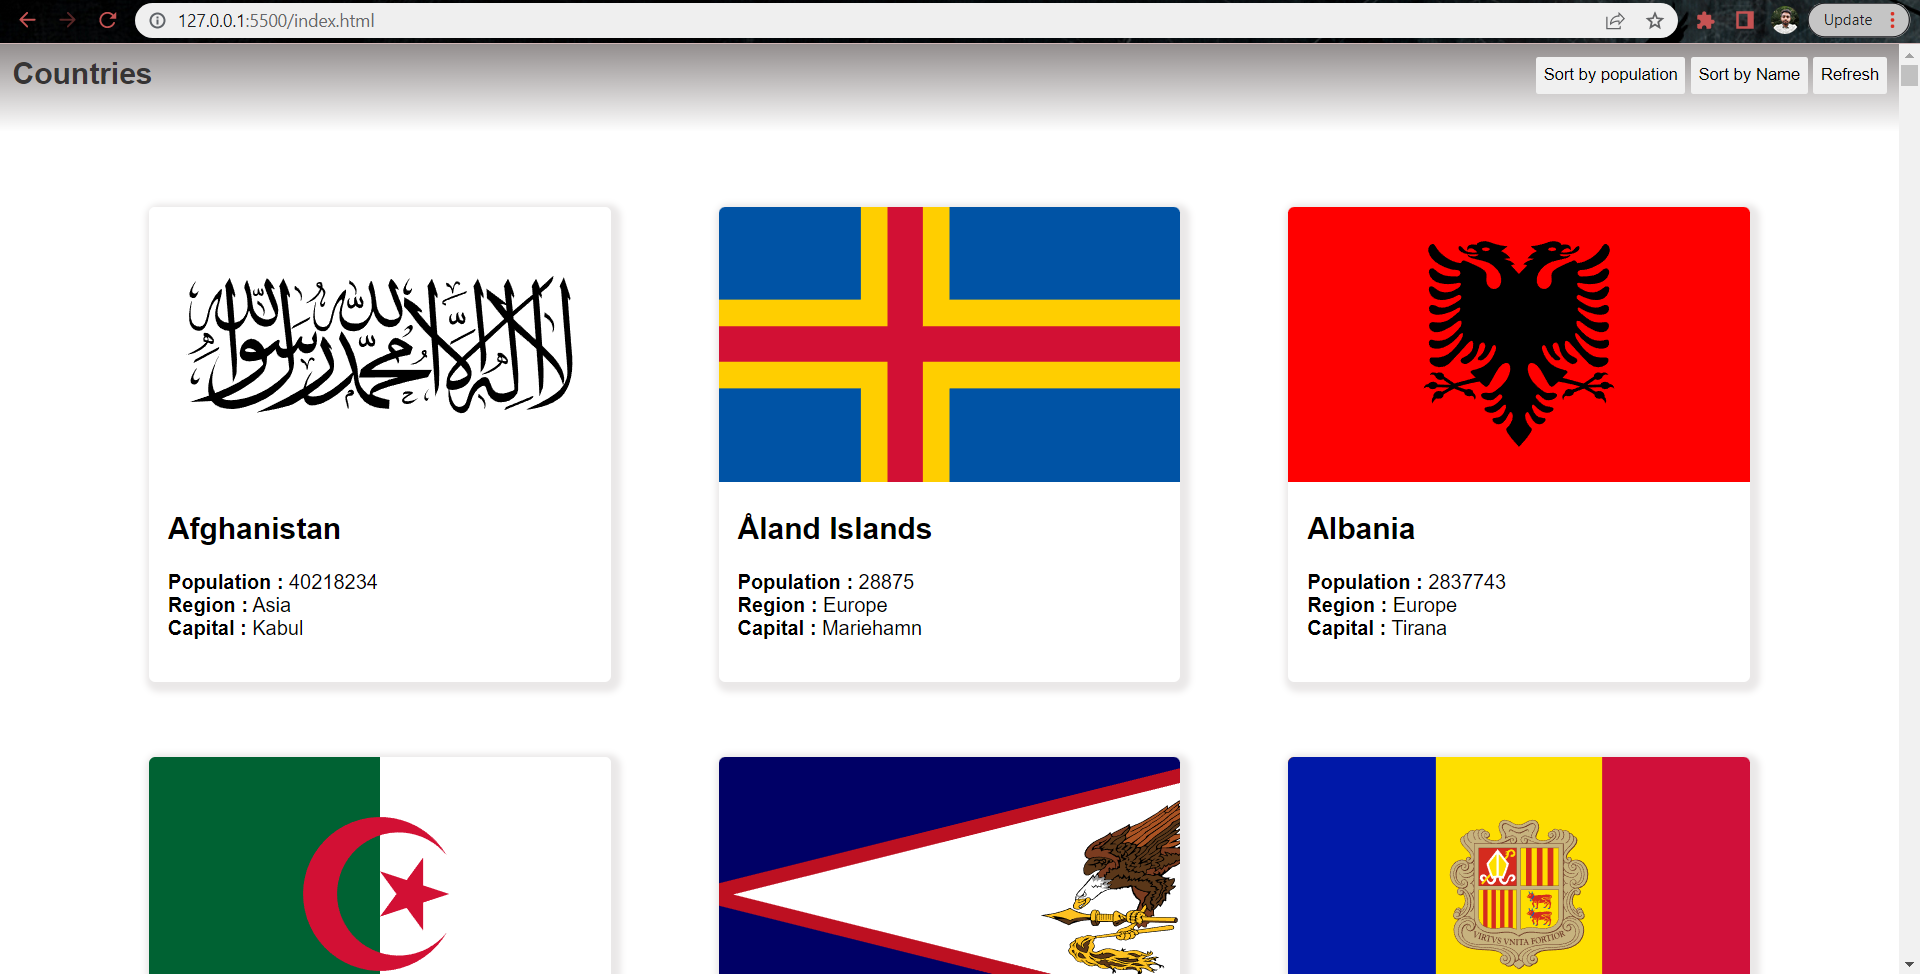 127.0.0.1:5500/index.html
Update
Countries
Sort by population
Sort by Name
Refresh
لا إله إلا الله محمد رسول الله
Afghanistan
Population : 40218234
Region : Asia
Capital : Kabul
Åland Islands
Population : 28875
Region : Europe
Capital : Mariehamn
Albania
Population : 2837743
Region : Europe
Capital : Tirana
VIRTVS VNITA FORTIOR